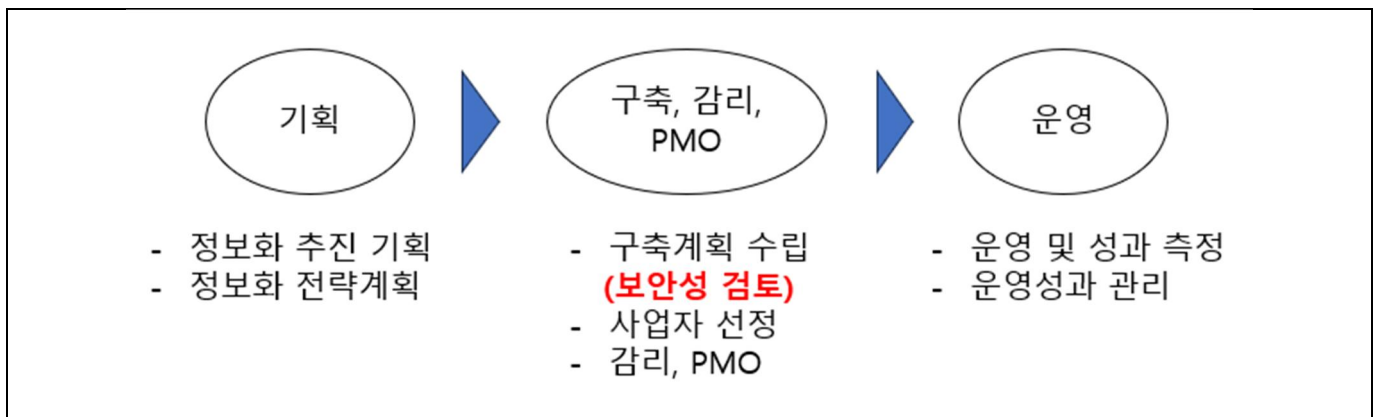 기획
구축, 감리,
PMO
운영
- 정보화 추진 기획
- 정보화 전략계획
- 구축계획 수립
(보안성 검토)
- 사업자 선정
- 감리, PMO
- 운영 및 성과 측정
- 운영성과 관리